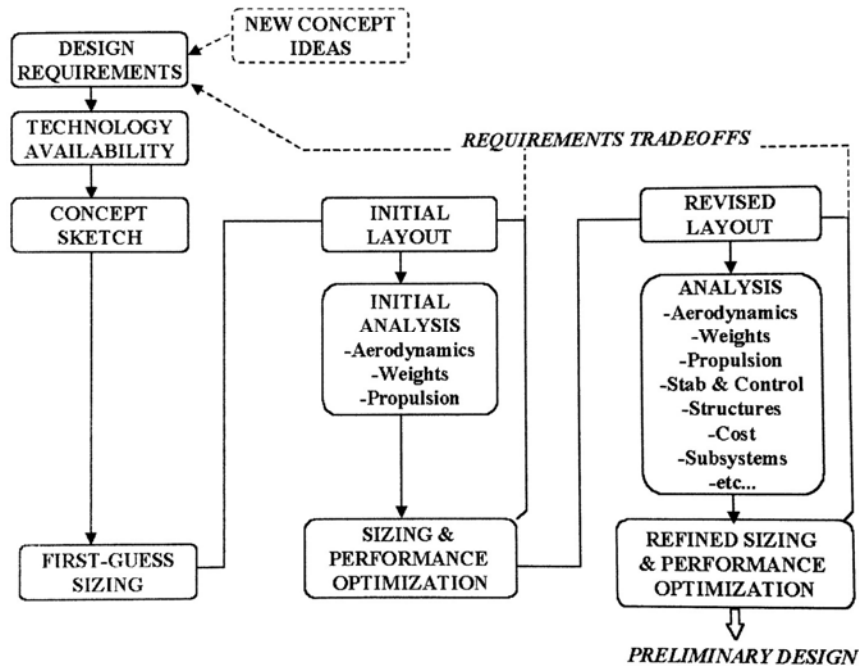 NEW CONCEPT
IDEAS
DESIGN
REQUIREMENTS
TECHNOLOGY
AVAILABILITY
CONCEPT
SKETCH
FIRST-GUESS
SIZING
REQUIREMENTS TRADEOFFS
INITIAL
LAYOUT
INITIAL
ANALYSIS
-Aerodynamics
-Weights
-Propulsion
SIZING &
PERFORMANCE
OPTIMIZATION
REVISED
LAYOUT
ANALYSIS
-Aerodynamics
-Weights
-Propulsion
-Stab & Control
-Structures
-Cost
-Subsystems
-etc...
REFINED SIZING
& PERFORMANCE
OPTIMIZATION
PRELIMINARY DESIGN